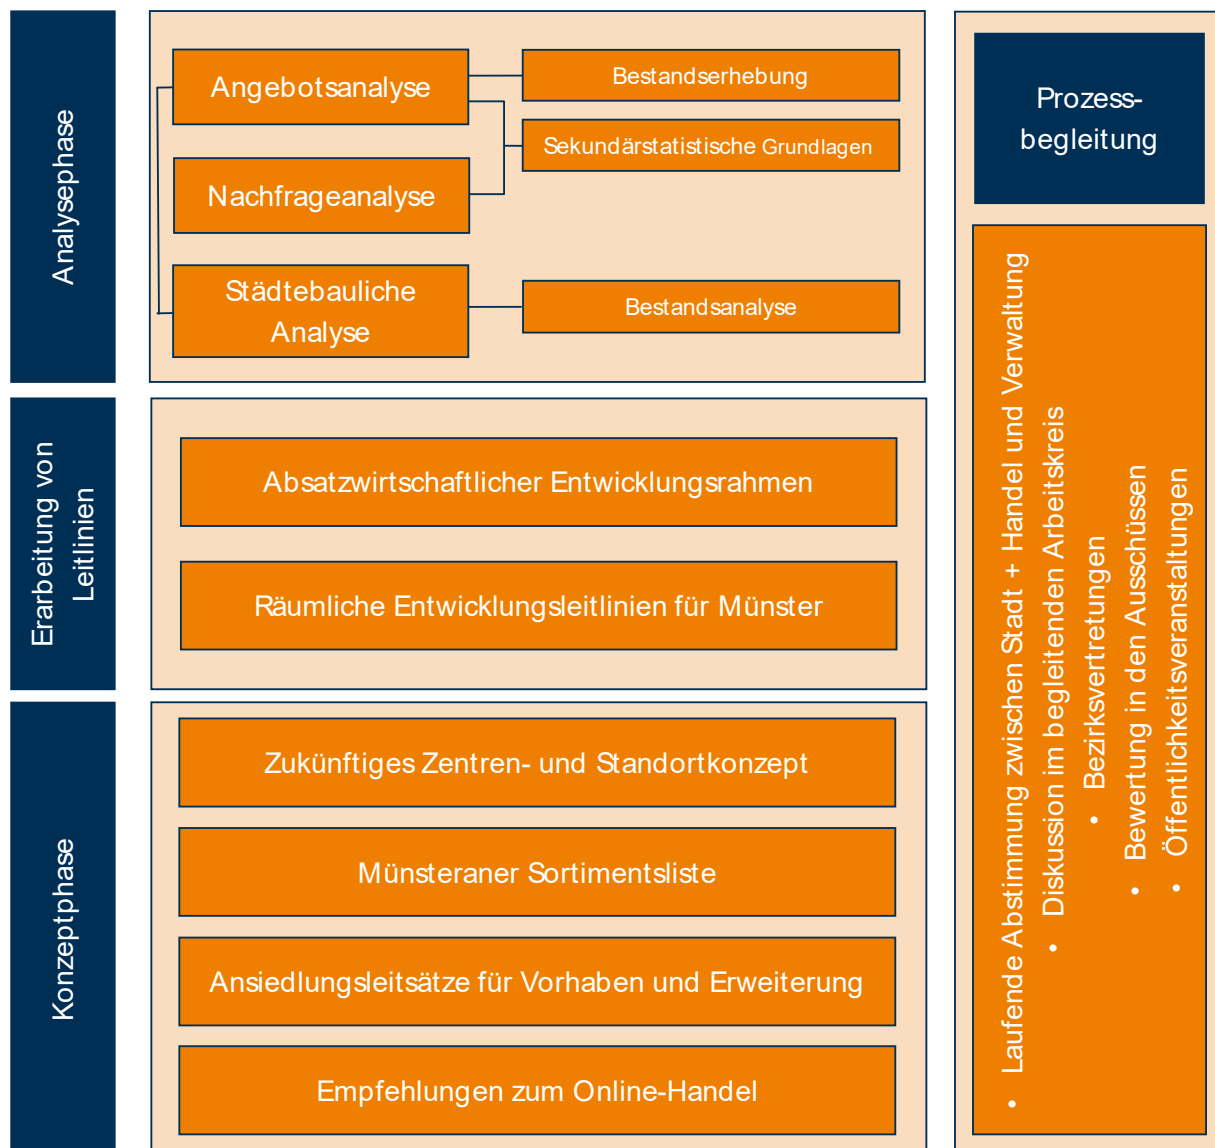 Analysephase
Angebotsanalyse
Bestandserhebung
Sekundärstatistische Grundlagen
Nachfrageanalyse
Städtebauliche
Analyse
Bestandsanalyse
Erarbeitung von
Leitlinien
Absatzwirtschaftlicher Entwicklungsrahmen
Räumliche Entwicklungsleitlinien für Münster
Konzeptphase
Zukünftiges Zentren- und Standortkonzept
Münsteraner Sortimentsliste
Ansiedlungsleitsätze für Vorhaben und Erweiterung
Empfehlungen zum Online-Handel
Prozess-
begleitung
• Laufende Abstimmung zwischen Stadt + Handel und Verwaltung
• Diskussion im begleitenden Arbeitskreis
• Bezirksvertretungen
• Bewertung in den Ausschüssen
• Öffentlichkeitsveranstaltungen